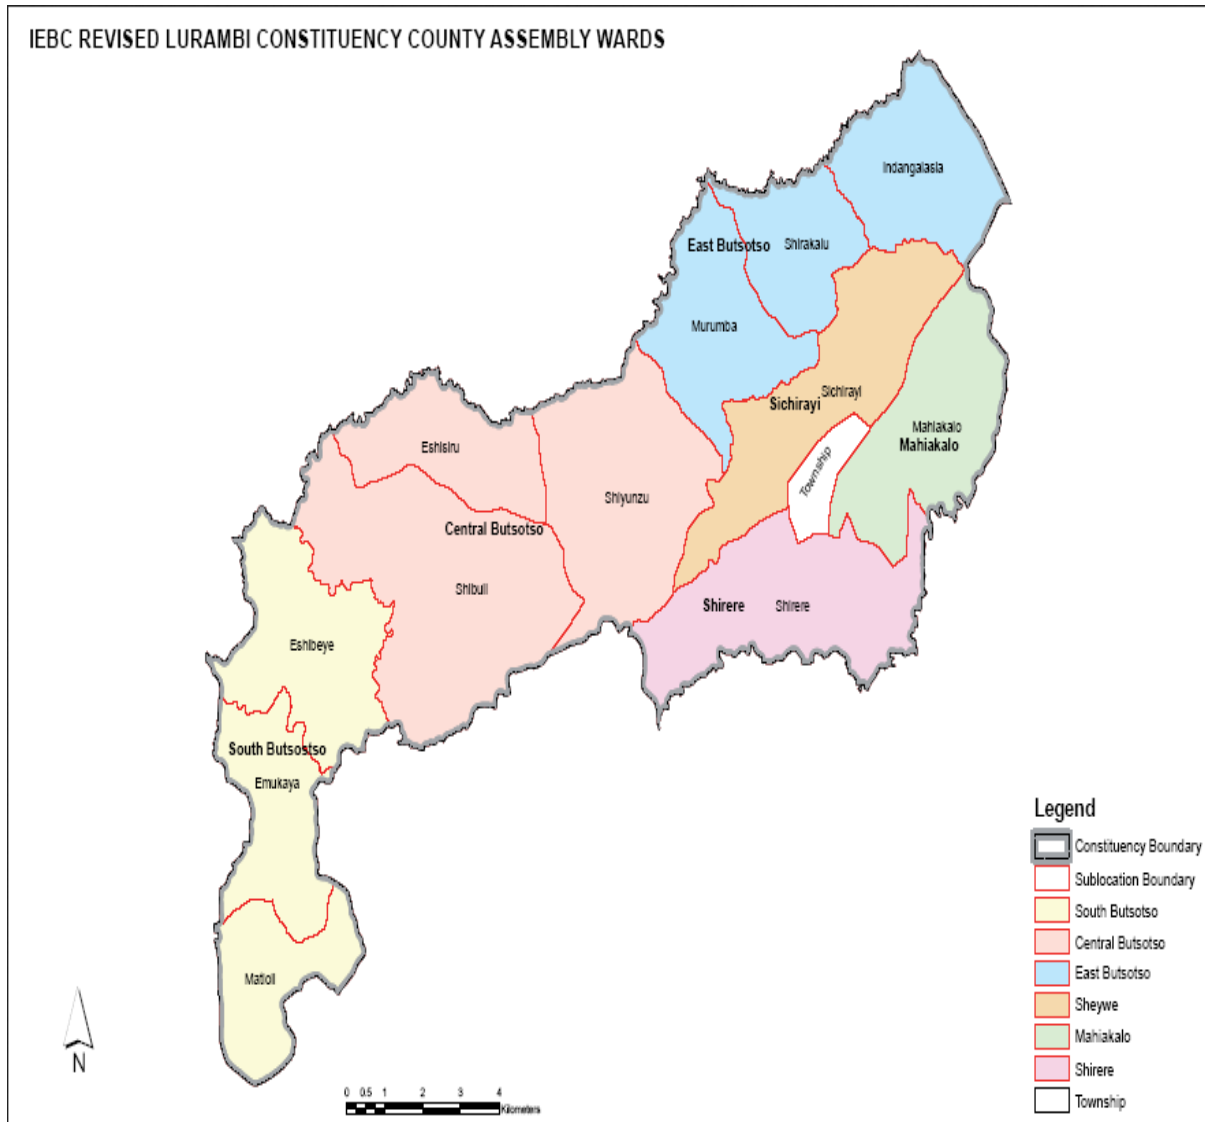 IEBC REVISED LURAMBI CONSTITUENCY COUNTY ASSEMBLY WARDS
Indangalasia
East Butsotso
Shirakalu
Murumba
Sichirayi
Sichirayi
Mahiakalo
Mahiakalo
Township
Eshisiru
Shiyunzu
Central Butsotso
Shibuli
Shirere
Shirere
Eshibeye
South Butsostso
Emukaya
Matioli
Legend
Constituency Boundary
Sublocation Boundary
South Butsotso
Central Butsotso
East Butsotso
Sheywe
Mahiakalo
Shirere
Township
N
0 0.5 1 2 3 4
Kilometers